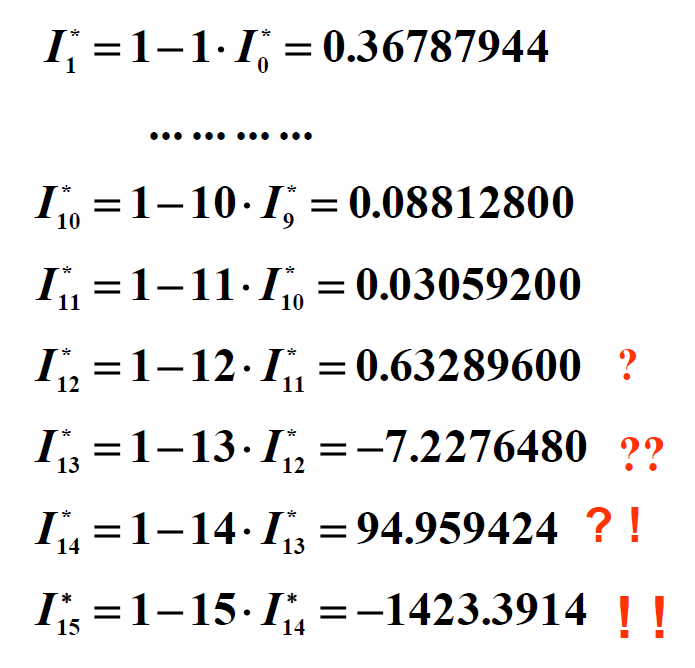 I₁* = 1 − 1 · I₀* = 0.36787944
… … … …
I₁₀* = 1 − 10 · I₉* = 0.08812800
I₁₁* = 1 − 11 · I₁₀* = 0.03059200
I₁₂* = 1 − 12 · I₁₁* = 0.63289600 ?
I₁₃* = 1 − 13 · I₁₂* = −7.2276480 ??
I₁₄* = 1 − 14 · I₁₃* = 94.959424 ?!
I₁₅* = 1 − 15 · I₁₄* = −1423.3914 !!